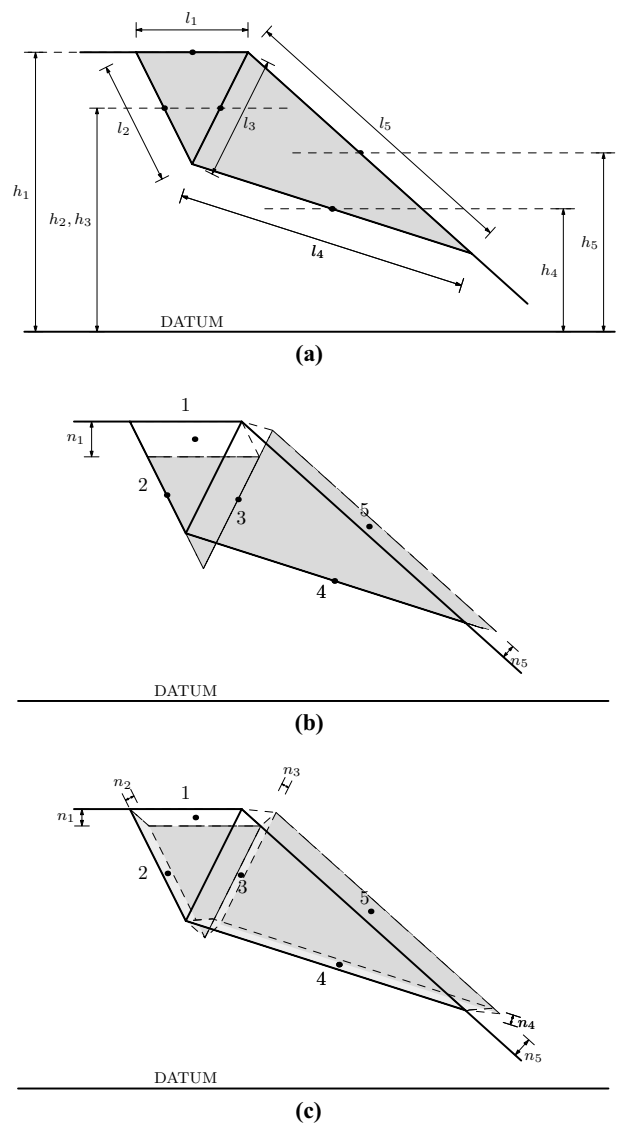 l₁
l₂
l₃
l₅
h₁
h₂, h₃
l₄
h₄
h₅
DATUM
(a)
1
n₁
2
3
5
4
n₅
DATUM
(b)
n₂
n₃
1
n₁
2
3
5
4
n₄
n₅
DATUM
(c)